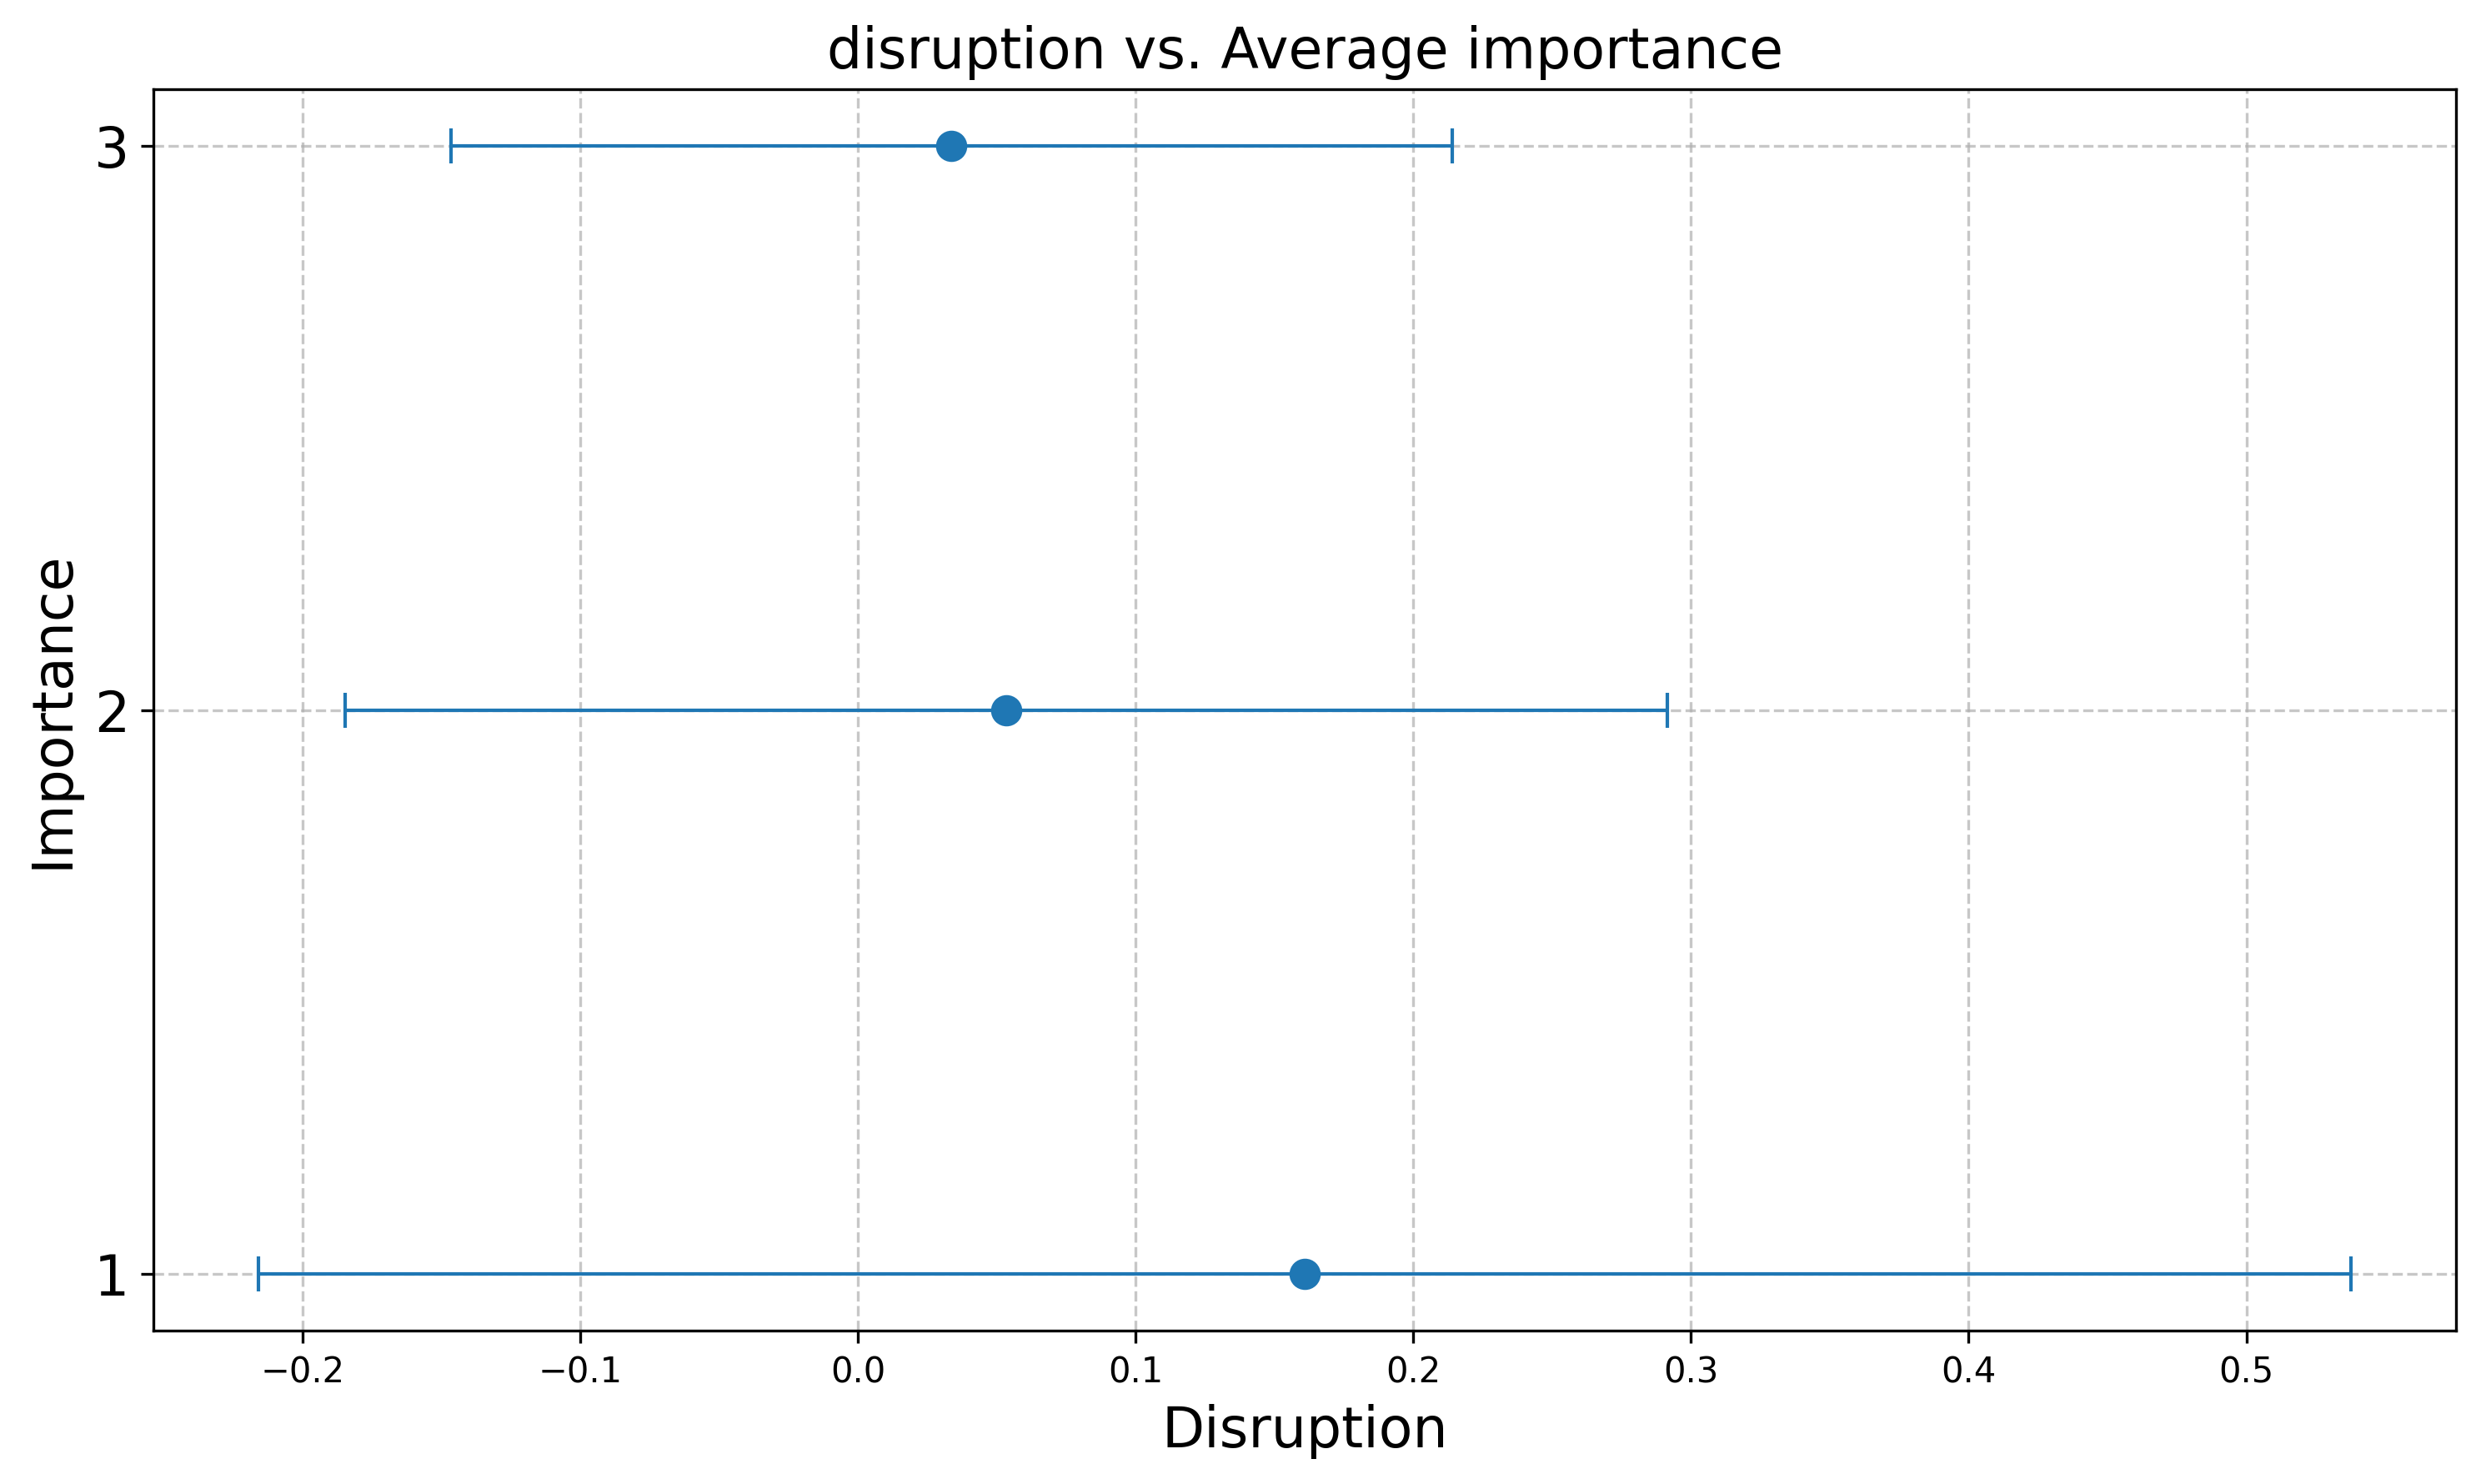 disruption vs. Average importance
3
2
1
Importance
−0.2 −0.1 0.0 0.1 0.2 0.3 0.4 0.5
Disruption